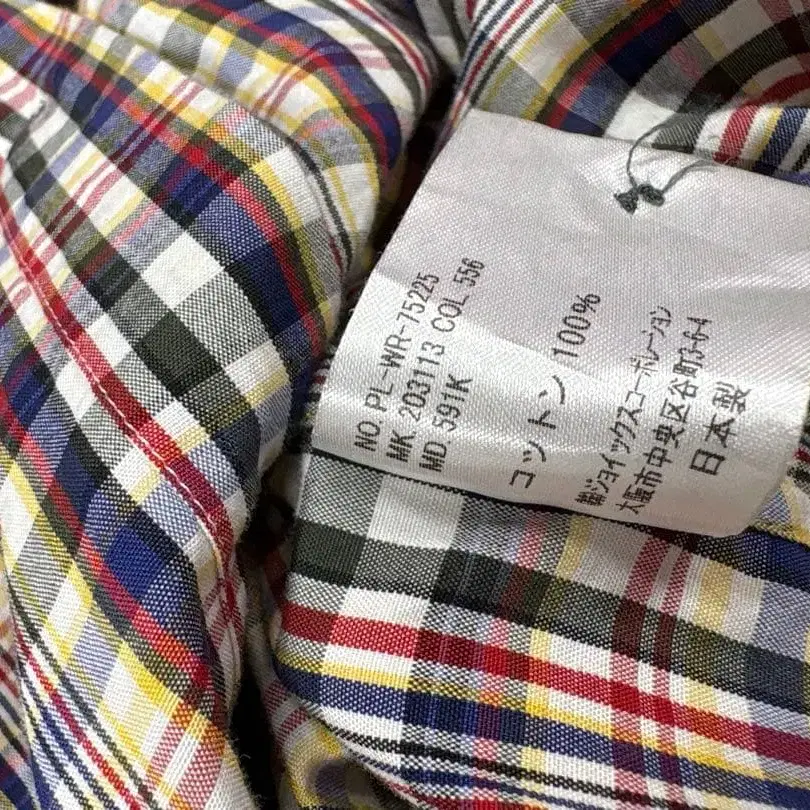 NO. PL-WR-75225
MK. 203113 COL. 556
MD. 591K
コットン 100%
㈱ジョイックスコーポレーション
大阪市中央区谷町3-6-4
日本製